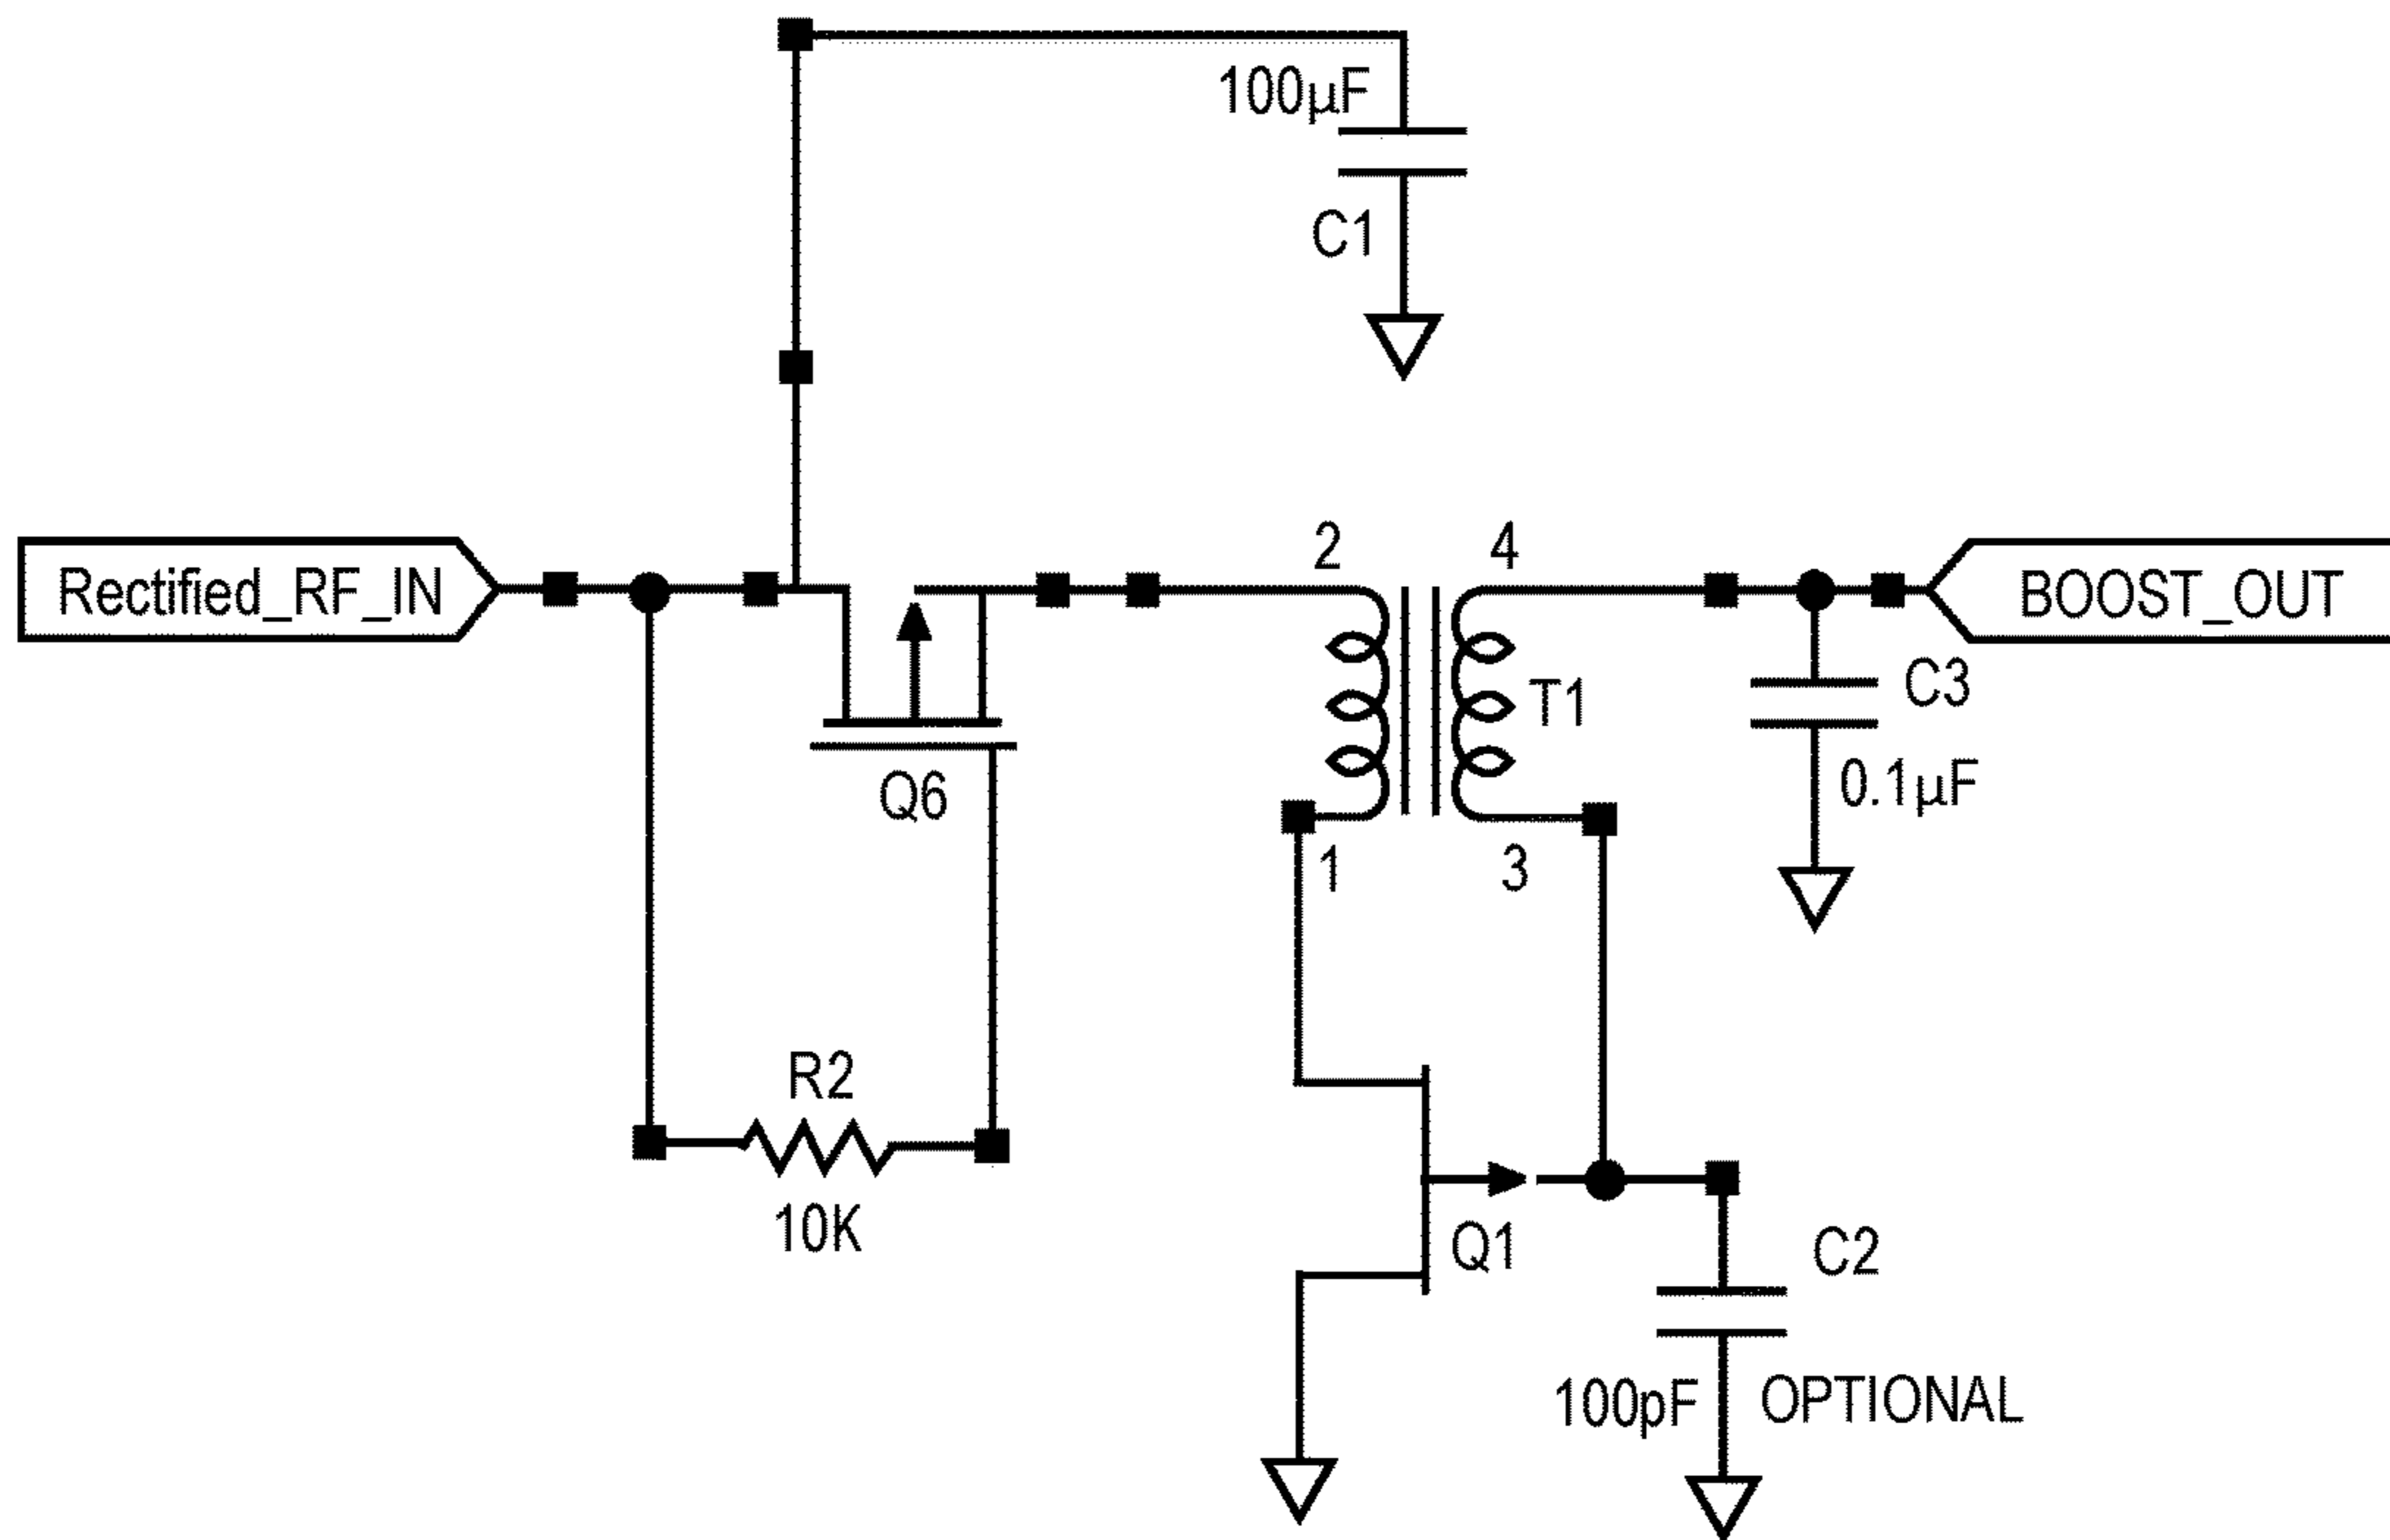 100µF
C1
Rectified_RF_IN
2
4
BOOST_OUT
T1
C3
0.1µF
Q6
1
3
R2
10K
Q1
C2
100pF OPTIONAL